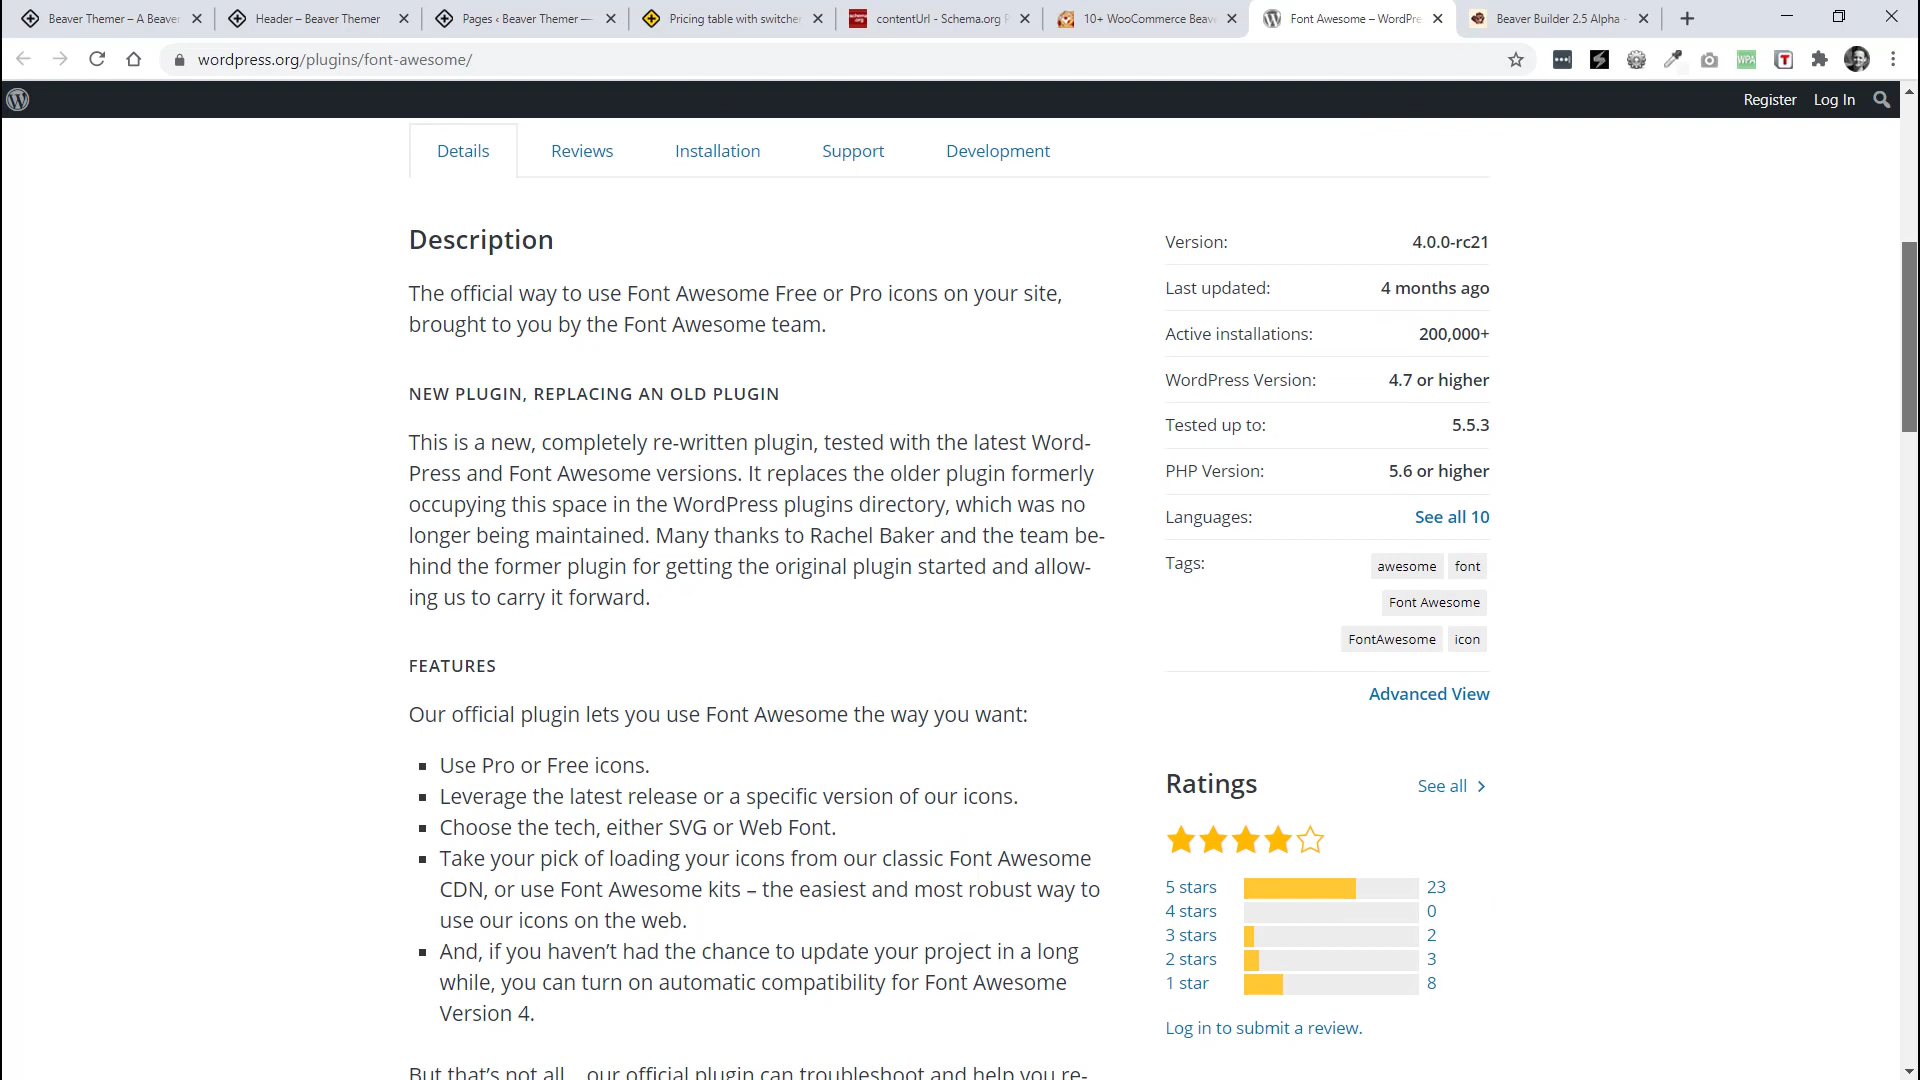 Beaver Themer – A Beaver
Header – Beaver Themer
Pages ‹ Beaver Themer —
Pricing table with switcher
contentUrl - Schema.org P
10+ WooCommerce Beav
Font Awesome – WordPre
Beaver Builder 2.5 Alpha -
wordpress.org/plugins/font-awesome/
WPA
T
Register
Log In
Details
Reviews
Installation
Support
Development
Description
The official way to use Font Awesome Free or Pro icons on your site,
brought to you by the Font Awesome team.
NEW PLUGIN, REPLACING AN OLD PLUGIN
This is a new, completely re-written plugin, tested with the latest Word-
Press and Font Awesome versions. It replaces the older plugin formerly
occupying this space in the WordPress plugins directory, which was no
longer being maintained. Many thanks to Rachel Baker and the team be-
hind the former plugin for getting the original plugin started and allow-
ing us to carry it forward.
FEATURES
Our official plugin lets you use Font Awesome the way you want:
Use Pro or Free icons.
Leverage the latest release or a specific version of our icons.
Choose the tech, either SVG or Web Font.
Take your pick of loading your icons from our classic Font Awesome
CDN, or use Font Awesome kits – the easiest and most robust way to
use our icons on the web.
And, if you haven’t had the chance to update your project in a long
while, you can turn on automatic compatibility for Font Awesome
Version 4.
But that’s not all… our official plugin can troubleshoot and help you re-
Version: 4.0.0-rc21
Last updated: 4 months ago
Active installations: 200,000+
WordPress Version: 4.7 or higher
Tested up to: 5.5.3
PHP Version: 5.6 or higher
Languages: See all 10
Tags: awesome font
Font Awesome
FontAwesome icon
Advanced View
Ratings See all
5 stars 23
4 stars 0
3 stars 2
2 stars 3
1 star 8
Log in to submit a review.